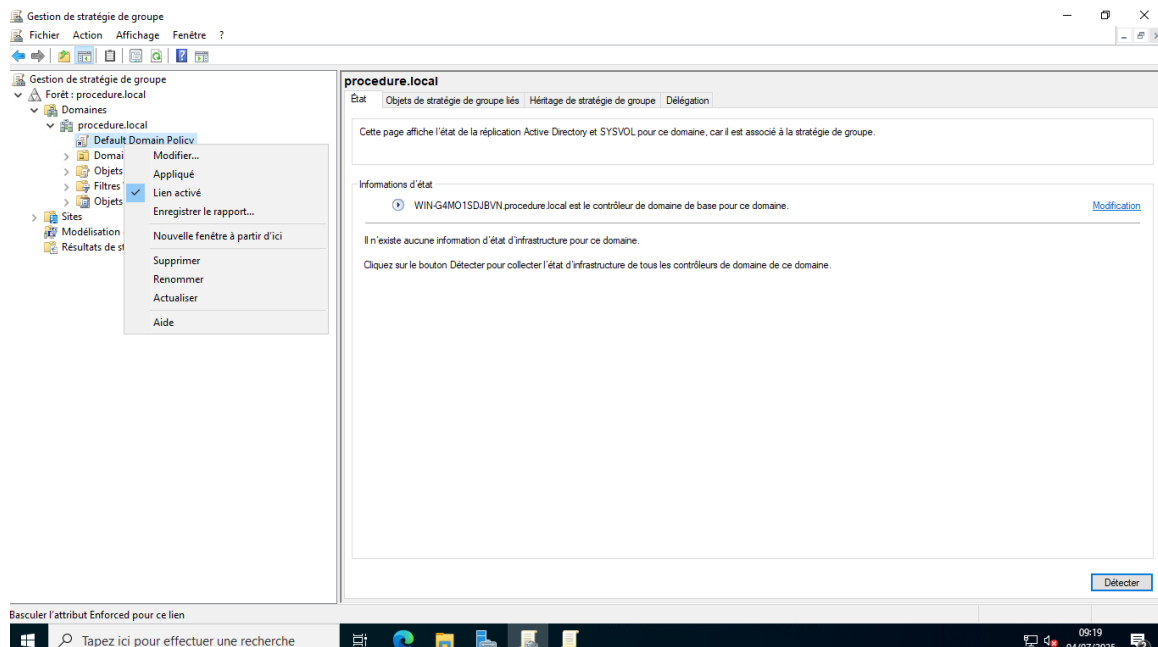 Gestion de stratégie de groupe
Fichier Action Affichage Fenêtre ?
Gestion de stratégie de groupe
Forêt : procedure.local
Domaines
procedure.local
Default Domain Policy
Domai
Objets
Filtres
Objets
Sites
Modélisation
Résultats de st
Modifier...
Appliqué
Lien activé
Enregistrer le rapport...
Nouvelle fenêtre à partir d'ici
Supprimer
Renommer
Actualiser
Aide
procedure.local
État Objets de stratégie de groupe liés Héritage de stratégie de groupe Délégation
Cette page affiche l'état de la réplication Active Directory et SYSVOL pour ce domaine, car il est associé à la stratégie de groupe.
Informations d'état
WIN-G4MO1SDJBVN.procedure.local est le contrôleur de domaine de base pour ce domaine. Modification
Il n'existe aucune information d'état d'infrastructure pour ce domaine.
Cliquez sur le bouton Détecter pour collecter l'état d'infrastructure de tous les contrôleurs de domaine de ce domaine.
Détecter
Basculer l'attribut Enforced pour ce lien
Tapez ici pour effectuer une recherche
09:19
04/07/2025